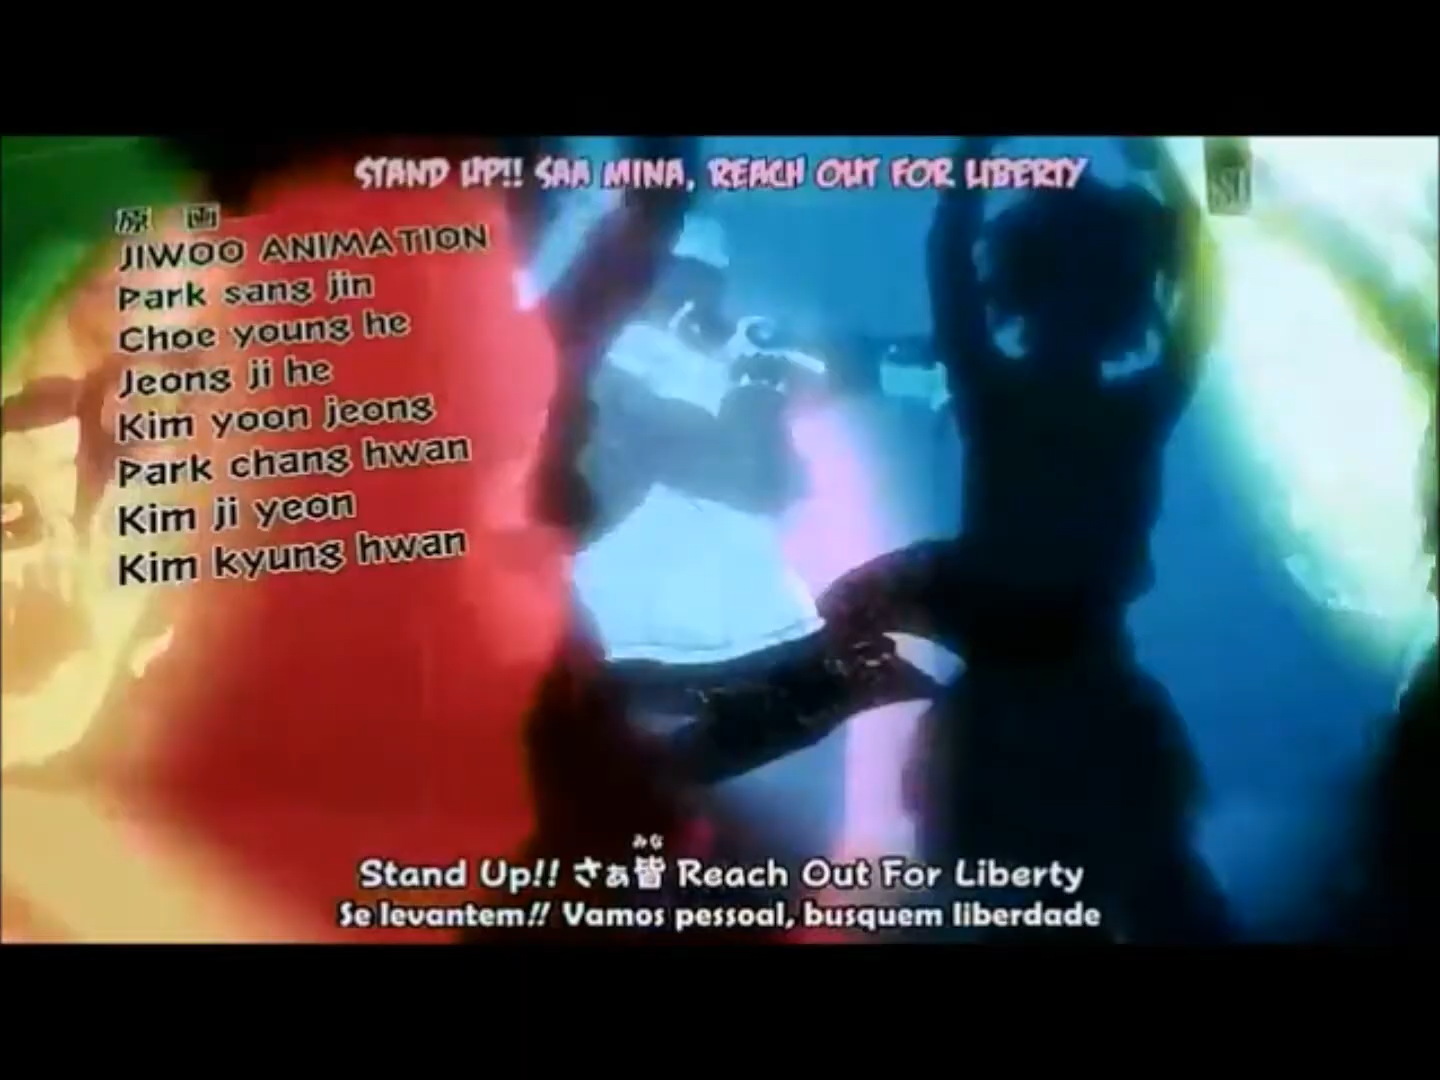 STAND UP!! SAA MINA, REACH OUT FOR LIBERTY
原 画
JIWOO ANIMATION
Park sang jin
Choe young he
Jeong ji he
Kim yoon jeong
Park chang hwan
Kim ji yeon
Kim kyung hwan
みな
Stand Up!! さぁ皆 Reach Out For Liberty
Se levantem!! Vamos pessoal, busquem liberdade